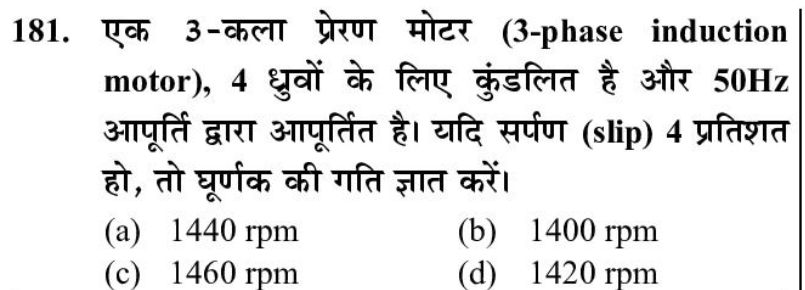 181. एक 3-कला प्रेरण मोटर (3-phase induction
motor), 4 ध्रुवों के लिए कुंडलित है और 50Hz
आपूर्ति द्वारा आपूर्तित है। यदि सर्पण (slip) 4 प्रतिशत
हो, तो घूर्णक की गति ज्ञात करें।
(a) 1440 rpm (b) 1400 rpm
(c) 1460 rpm (d) 1420 rpm